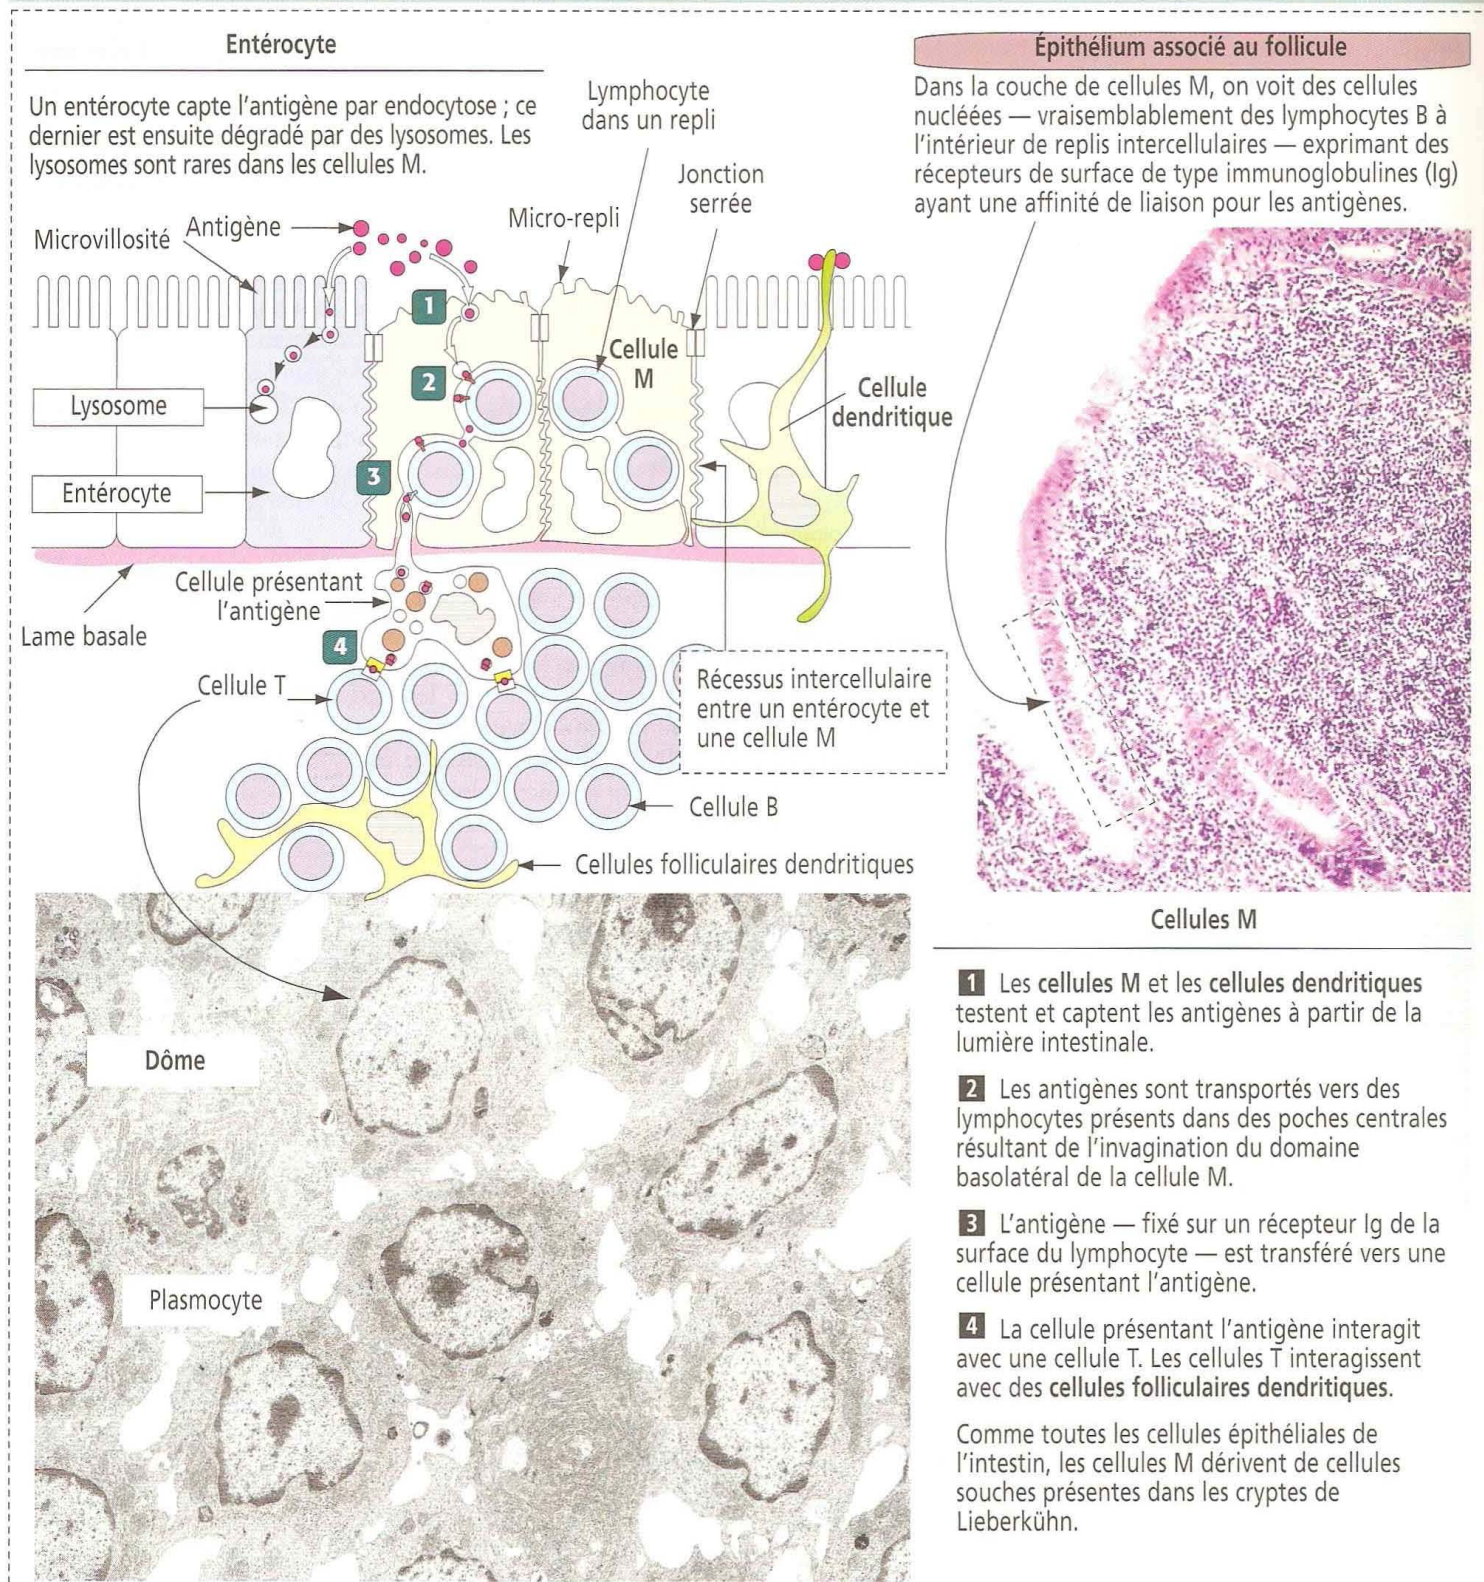 Entérocyte
Un entérocyte capte l'antigène par endocytose ; ce
dernier est ensuite dégradé par des lysosomes. Les
lysosomes sont rares dans les cellules M.
Lymphocyte
dans un repli
Jonction
serrée
Micro-repli
Antigène
Microvillosité
1
2
3
4
Cellule
M
Cellule
dendritique
Lysosome
Entérocyte
Cellule présentant
l'antigène
Lame basale
Cellule T
Récessus intercellulaire
entre un entérocyte et
une cellule M
Cellule B
Cellules folliculaires dendritiques
Dôme
Plasmocyte
Épithélium associé au follicule
Dans la couche de cellules M, on voit des cellules
nucléées — vraisemblablement des lymphocytes B à
l'intérieur de replis intercellulaires — exprimant des
récepteurs de surface de type immunoglobulines (Ig)
ayant une affinité de liaison pour les antigènes.
Cellules M
1 Les cellules M et les cellules dendritiques
testent et captent les antigènes à partir de la
lumière intestinale.
2 Les antigènes sont transportés vers des
lymphocytes présents dans des poches centrales
résultant de l'invagination du domaine
basolatéral de la cellule M.
3 L'antigène — fixé sur un récepteur Ig de la
surface du lymphocyte — est transféré vers une
cellule présentant l'antigène.
4 La cellule présentant l'antigène interagit
avec une cellule T. Les cellules T interagissent
avec des cellules folliculaires dendritiques.
Comme toutes les cellules épithéliales de
l'intestin, les cellules M dérivent de cellules
souches présentes dans les cryptes de
Lieberkühn.